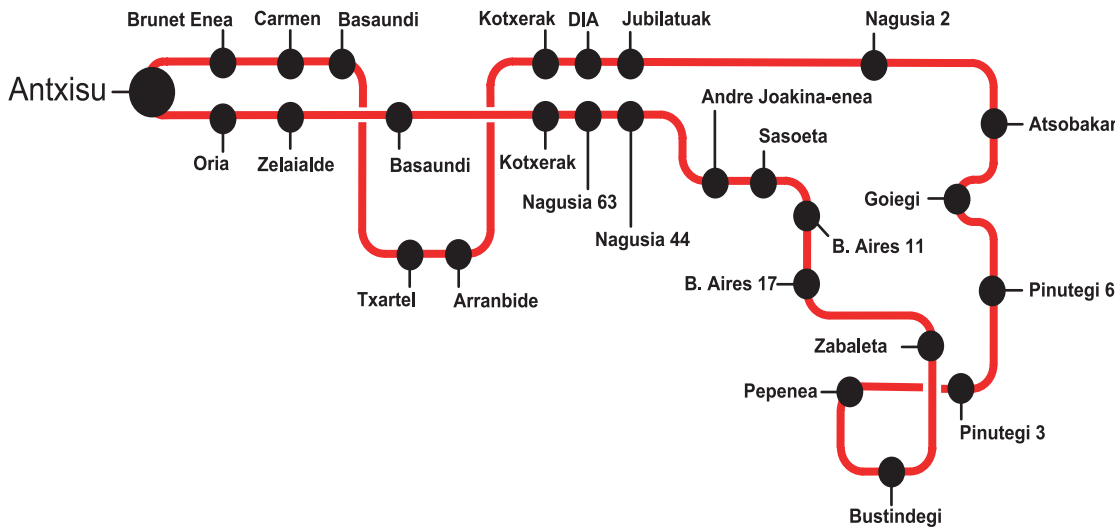 Brunet Enea
Carmen
Basaundi
Kotxerak
DIA
Jubilatuak
Nagusia 2
Antxisu
Andre Joakina-enea
Atsobakar
Sasoeta
Oria
Zelaialde
Basaundi
Kotxerak
Nagusia 63
Goiegi
Nagusia 44
B. Aires 11
B. Aires 17
Txartel
Arranbide
Pinutegi 6
Zabaleta
Pepenea
Pinutegi 3
Bustindegi